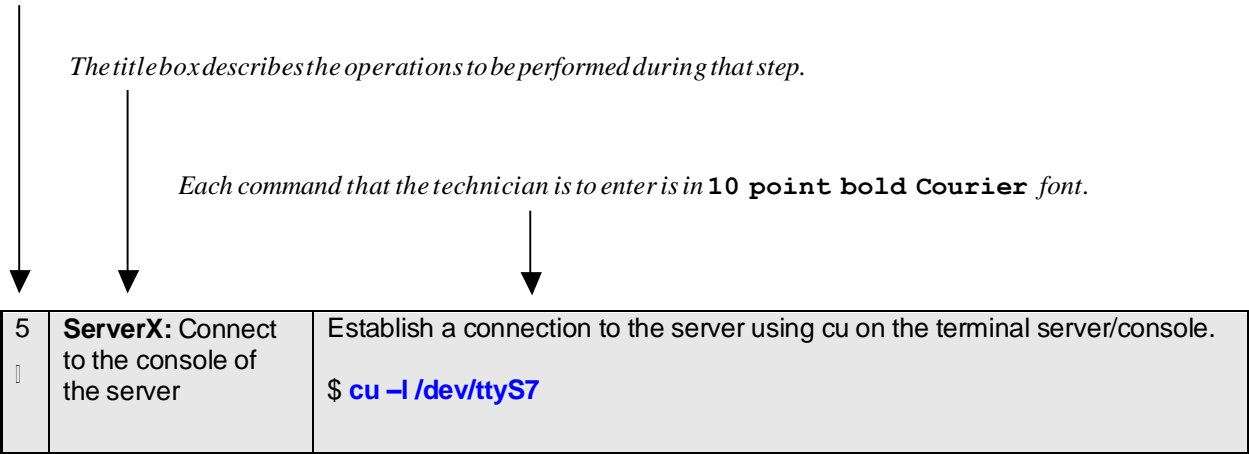 The title box describes the operations to be performed during that step.
Each command that the technician is to enter is in 10 point bold Courier font.
5
ServerX: Connect
to the console of
the server
Establish a connection to the server using cu on the terminal server/console.
$ cu –l /dev/ttyS7